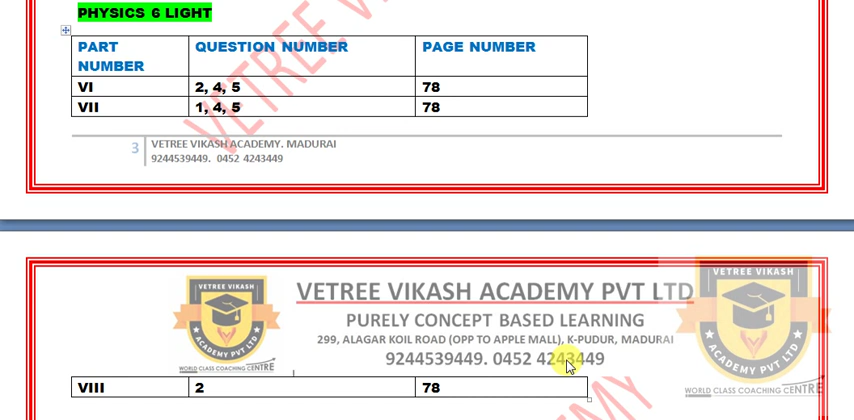 PHYSICS 6 LIGHT
PART NUMBER QUESTION NUMBER PAGE NUMBER
VI 2, 4, 5 78
VII 1, 4, 5 78
VETREE
3 VETREE VIKASH ACADEMY. MADURAI
9244539449. 0452 4243449
VETREE VIKASH
ACADEMY PVT LTD
WORLD CLASS COACHING CENTRE
VETREE VIKASH ACADEMY PVT LTD
PURELY CONCEPT BASED LEARNING
299, ALAGAR KOIL ROAD (OPP TO APPLE MALL), K-PUDUR, MADURAI
9244539449. 0452 4243449
VETREE VIKASH
ACADEMY PVT LTD
WORLD CLASS COACHING CENTRE
VIII 2 78